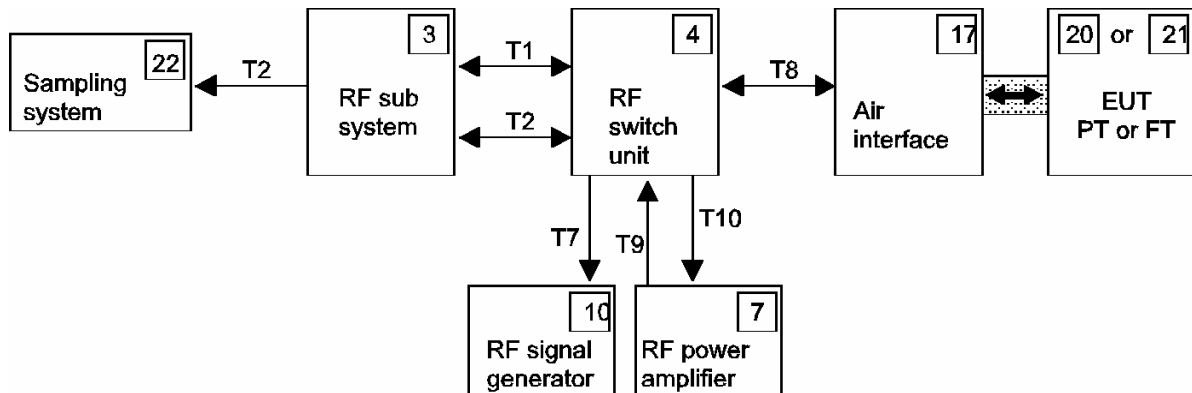 22
Sampling
system
T2
3
RF sub
system
T1
T2
4
RF
switch
unit
T8
17
Air
interface
20 or 21
EUT
PT or FT
T7
T9
T10
10
RF signal
generator
7
RF power
amplifier